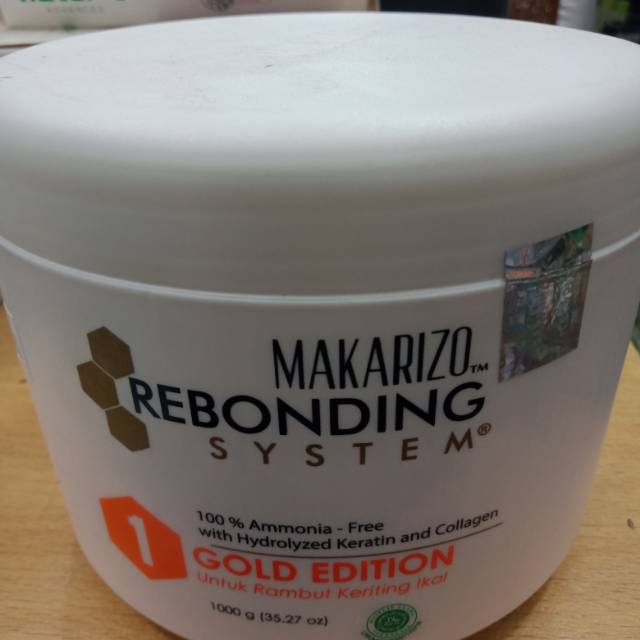 MAKARIZO™
REBONDING
SYSTEM®
1
100 % Ammonia - Free
with Hydrolyzed Keratin and Collagen
GOLD EDITION
Untuk Rambut Keriting Ikal
1000 g (35.27 oz)